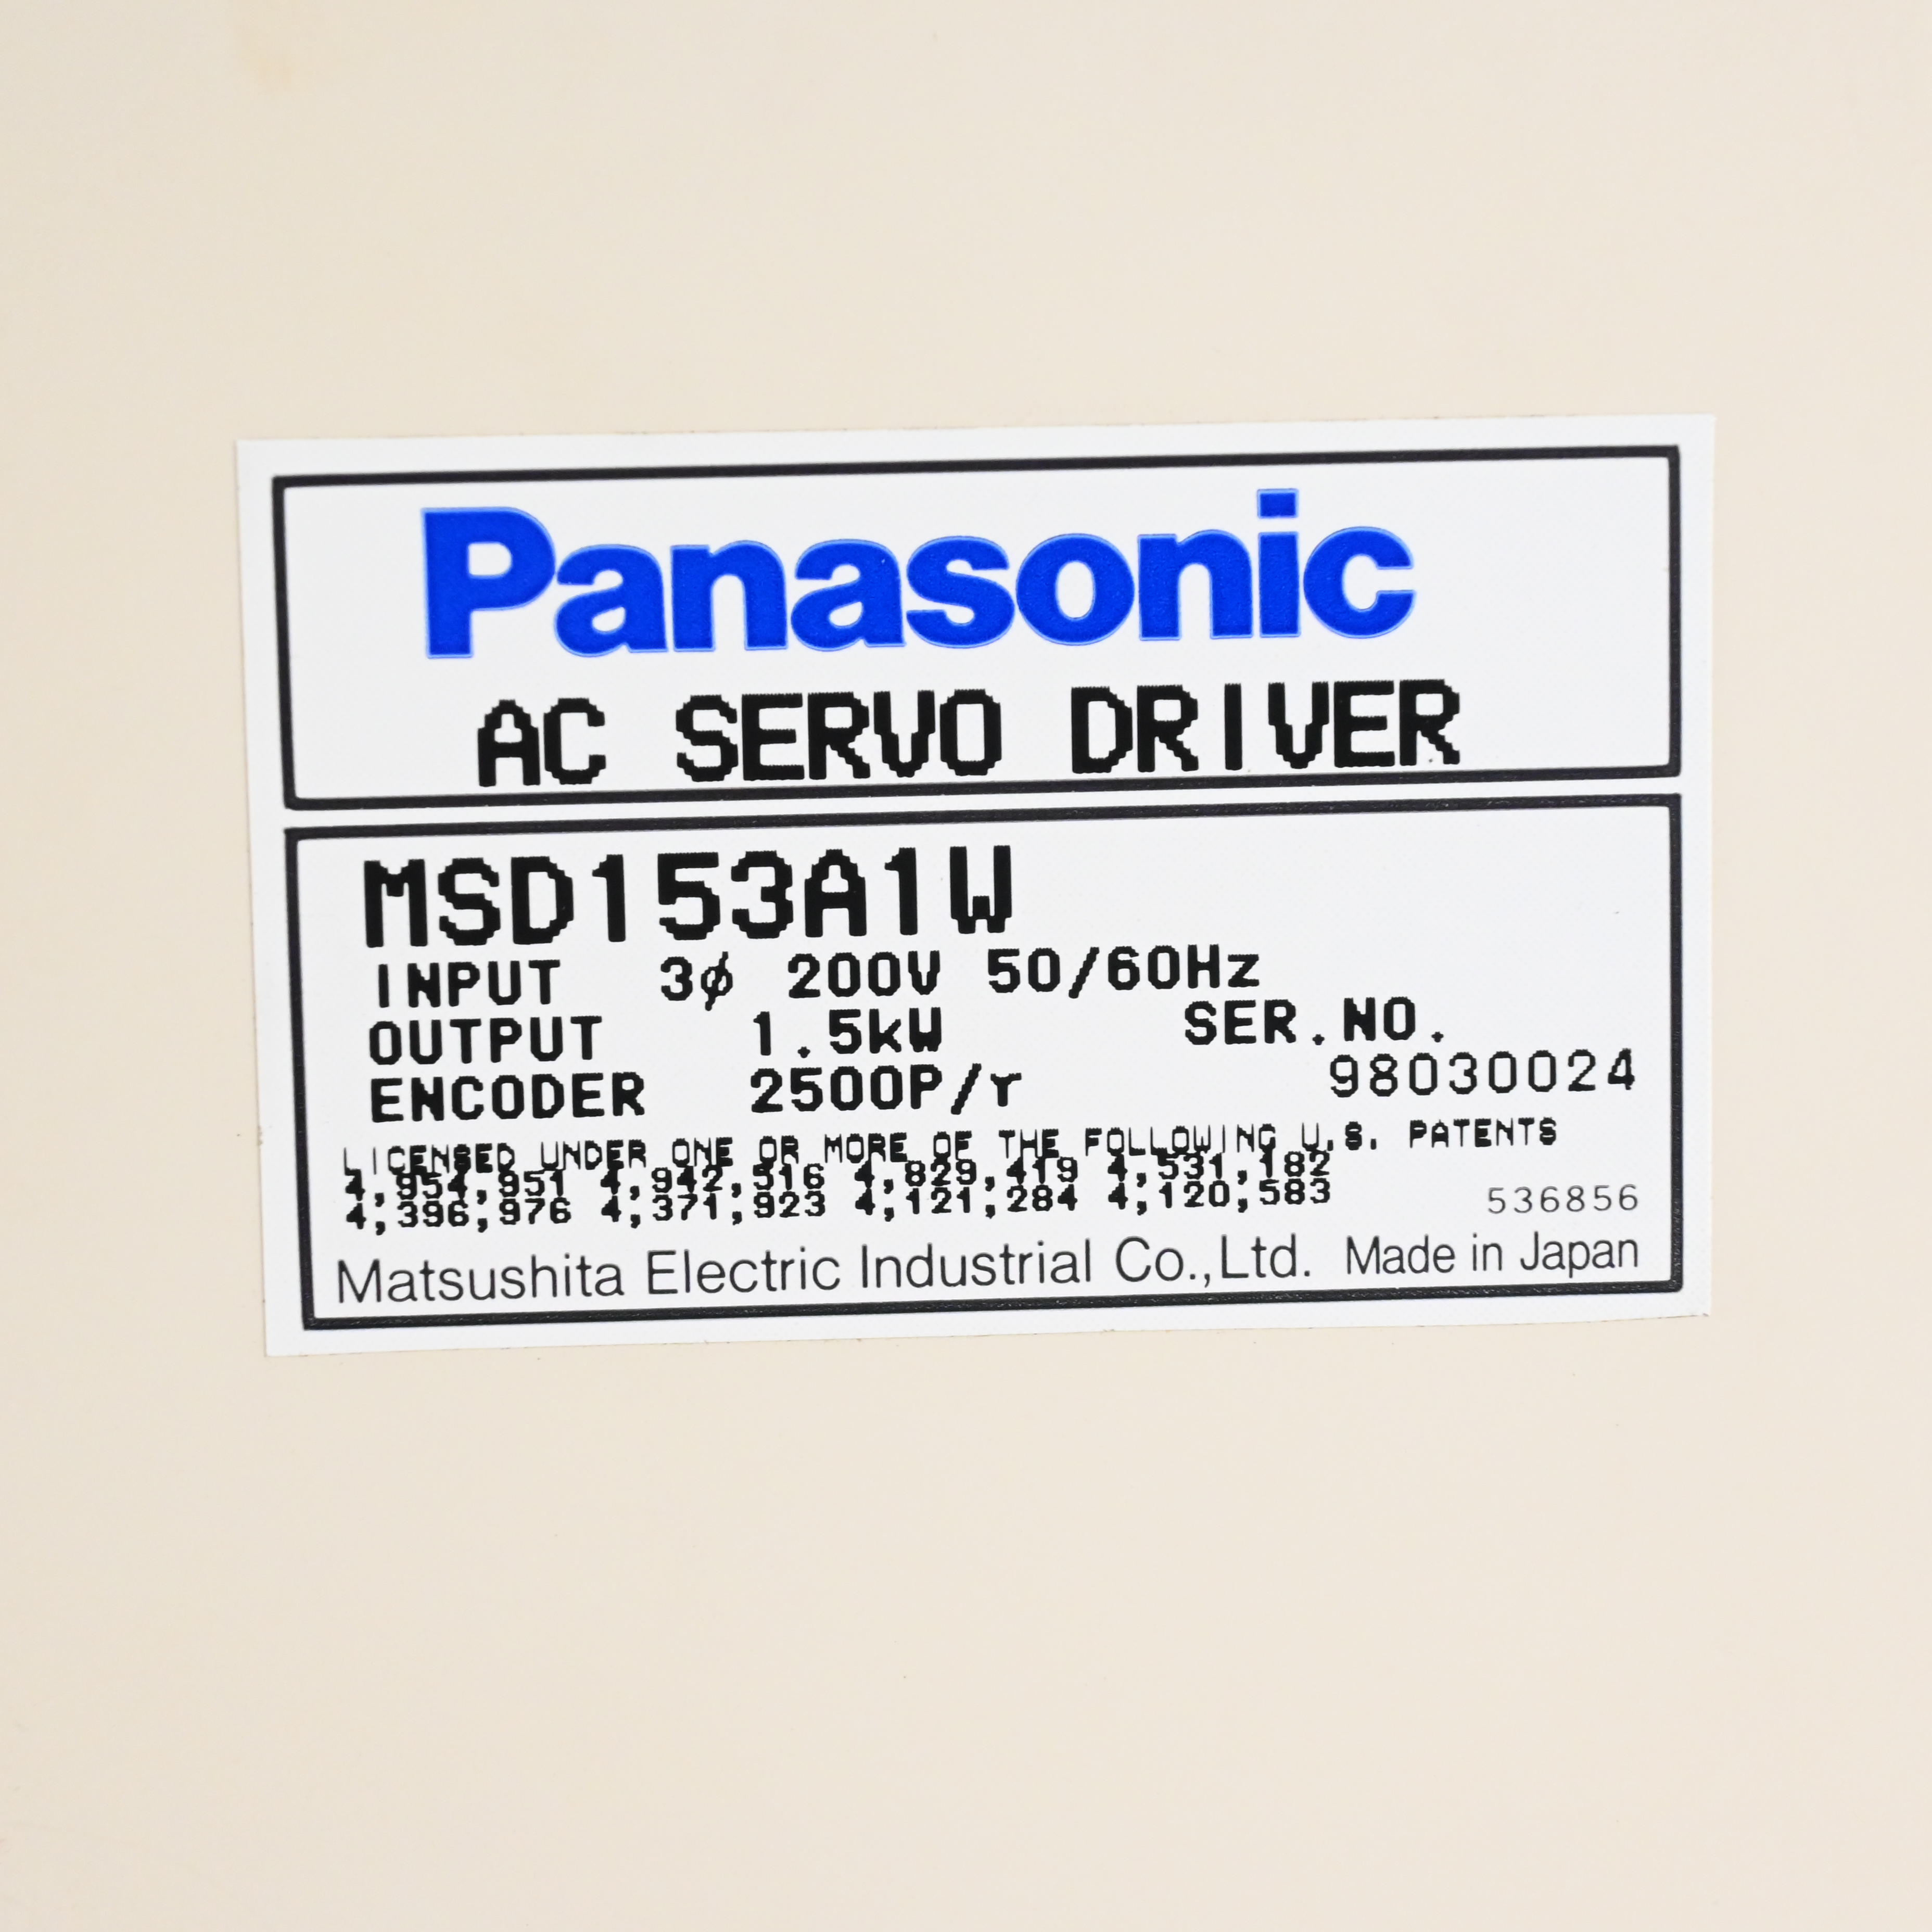 Panasonic
AC SERVO DRIVER
MSD153A1W
INPUT 3ø 200V 50/60Hz
OUTPUT 1.5kW SER.NO.
ENCODER 2500P/r 98030024
LICENSED UNDER ONE OR MORE OF THE FOLLOWING U.S. PATENTS
4,954,951 4,942,516 4,829,419 4,531,182
4,396,976 4,371,923 4,121,284 4,120,583 536856
Matsushita Electric Industrial Co.,Ltd. Made in Japan